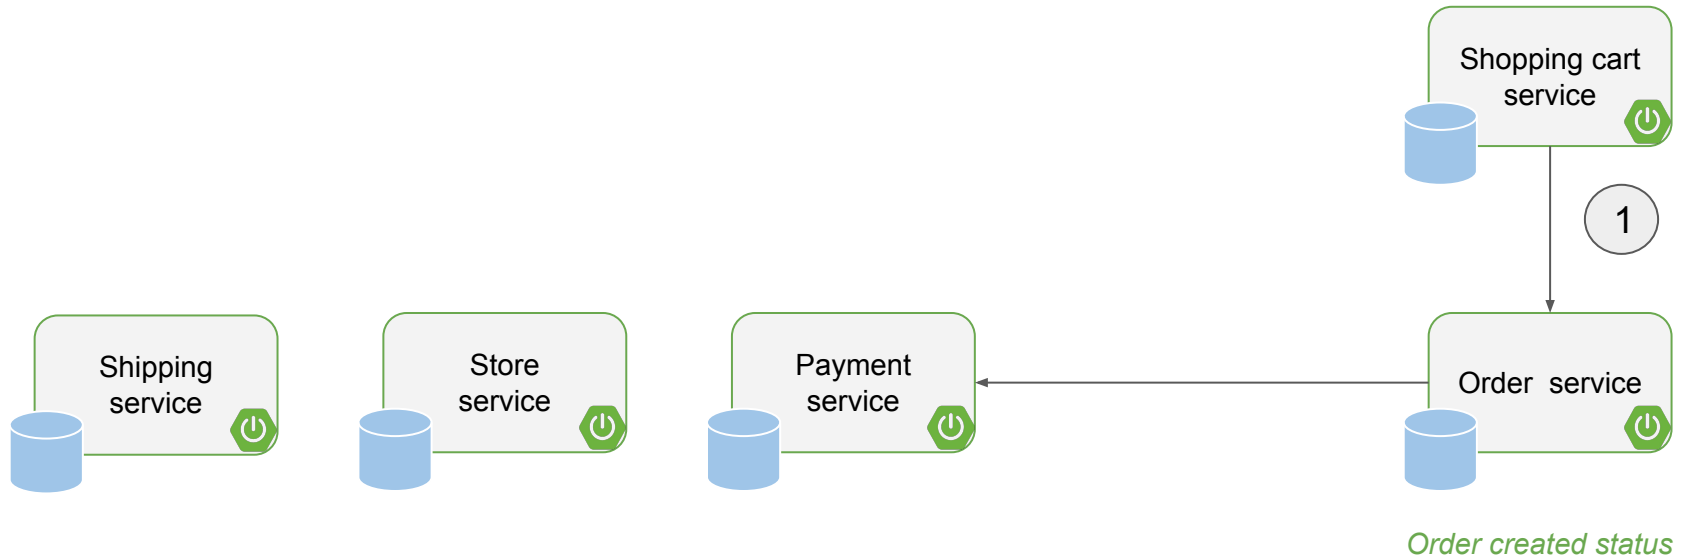 Shopping cart
service
1
Shipping
service
Store
service
Payment
service
Order service
Order created status